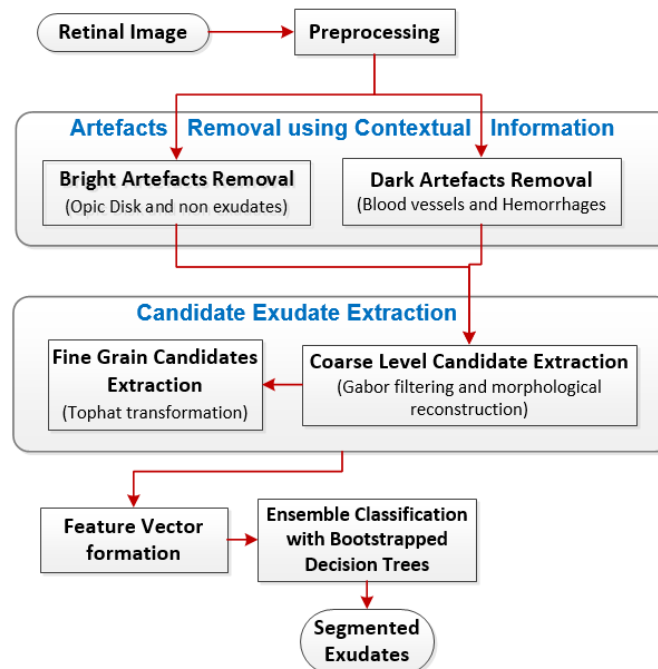 Retinal Image
Preprocessing
Artefacts Removal using Contextual Information
Bright Artefacts Removal
(Opic Disk and non exudates)
Dark Artefacts Removal
(Blood vessels and Hemorrhages
Candidate Exudate Extraction
Fine Grain Candidates
Extraction
(Tophat transformation)
Coarse Level Candidate Extraction
(Gabor filtering and morphological
reconstruction)
Feature Vector
formation
Ensemble Classification
with Bootstrapped
Decision Trees
Segmented
Exudates